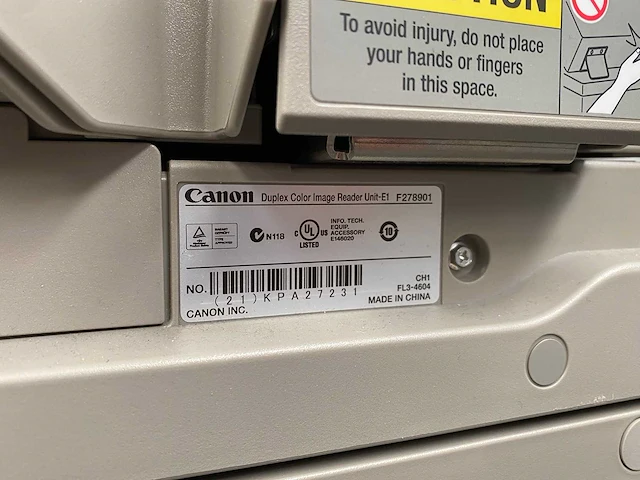 To avoid injury, do not place
your hands or fingers
in this space.
Canon Duplex Color Image Reader Unit-E1 F278901
N118
C UL US
LISTED
INFO. TECH.
EQUIP.
ACCESSORY
E146020
10
NO.
(21)KPA27231
CANON INC.
CH1
FL3-4604
MADE IN CHINA